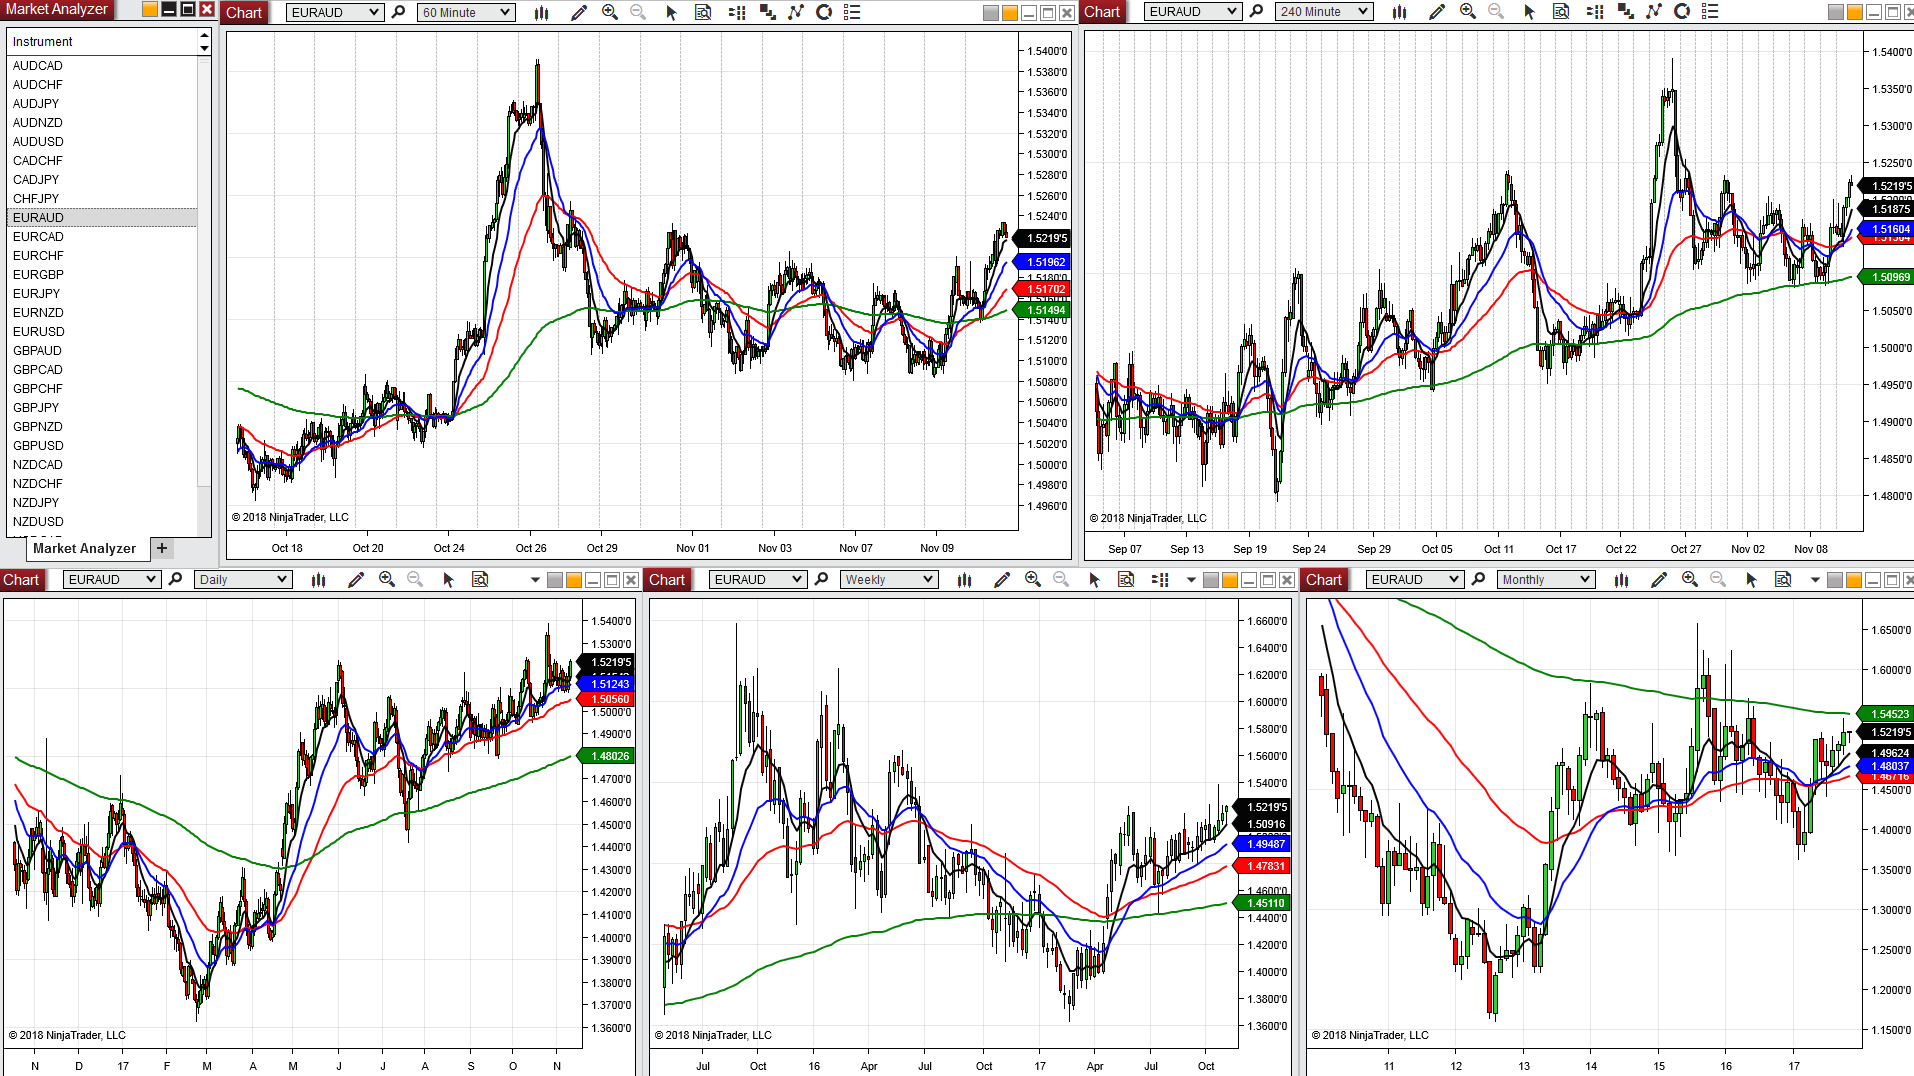 Market Analyzer
Instrument
AUDCAD
AUDCHF
AUDJPY
AUDNZD
AUDUSD
CADCHF
CADJPY
CHFJPY
EURAUD
EURCAD
EURCHF
EURGBP
EURJPY
EURNZD
EURUSD
GBPAUD
GBPCAD
GBPCHF
GBPJPY
GBPNZD
GBPUSD
NZDCAD
NZDCHF
NZDJPY
NZDUSD
Market Analyzer +
Chart EURAUD 60 Minute
1.5400'0
1.5380'0
1.5360'0
1.5340'0
1.5320'0
1.5300'0
1.5280'0
1.5260'0
1.5240'0
1.5219'5
1.51962
1.5180'0
1.51702
1.51494
1.5140'0
1.5120'0
1.5100'0
1.5080'0
1.5060'0
1.5040'0
1.5020'0
1.5000'0
1.4980'0
1.4960'0
© 2018 NinjaTrader, LLC
Oct 18 Oct 20 Oct 24 Oct 26 Oct 29 Nov 01 Nov 03 Nov 07 Nov 09
Chart EURAUD 240 Minute
1.5400'0
1.5350'0
1.5300'0
1.5250'0
1.5219'5
1.51875
1.51604
1.50969
1.5050'0
1.5000'0
1.4950'0
1.4900'0
1.4850'0
1.4800'0
© 2018 NinjaTrader, LLC
Sep 07 Sep 13 Sep 19 Sep 24 Sep 29 Oct 05 Oct 11 Oct 17 Oct 22 Oct 27 Nov 02 Nov 08
Chart EURAUD Daily
1.5400'0
1.5300'0
1.5219'5
1.51243
1.50560
1.5000'0
1.4900'0
1.48026
1.4700'0
1.4600'0
1.4500'0
1.4400'0
1.4300'0
1.4200'0
1.4100'0
1.4000'0
1.3900'0
1.3800'0
1.3700'0
1.3600'0
© 2018 NinjaTrader, LLC
N D 17 F M A M J J A S O N
Chart EURAUD Weekly
1.6600'0
1.6400'0
1.6200'0
1.6000'0
1.5800'0
1.5600'0
1.5400'0
1.5219'5
1.50916
1.49487
1.47831
1.4600'0
1.45110
1.4400'0
1.4200'0
1.4000'0
1.3800'0
1.3600'0
© 2018 NinjaTrader, LLC
Jul Oct 16 Apr Jul Oct 17 Apr Jul Oct
Chart EURAUD Monthly
1.6500'0
1.6000'0
1.54523
1.5219'5
1.49624
1.48037
1.46716
1.4500'0
1.4000'0
1.3500'0
1.3000'0
1.2500'0
1.2000'0
1.1500'0
© 2018 NinjaTrader, LLC
11 12 13 14 15 16 17